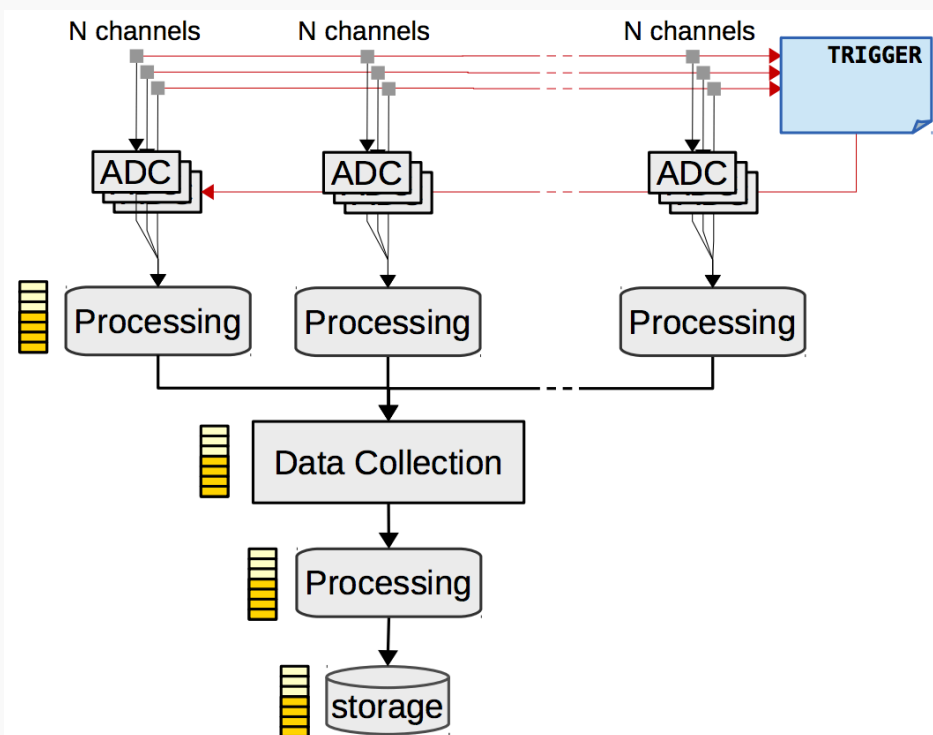 N channels
N channels
N channels
TRIGGER
ADC
ADC
ADC
Processing
Processing
Processing
Data Collection
Processing
storage